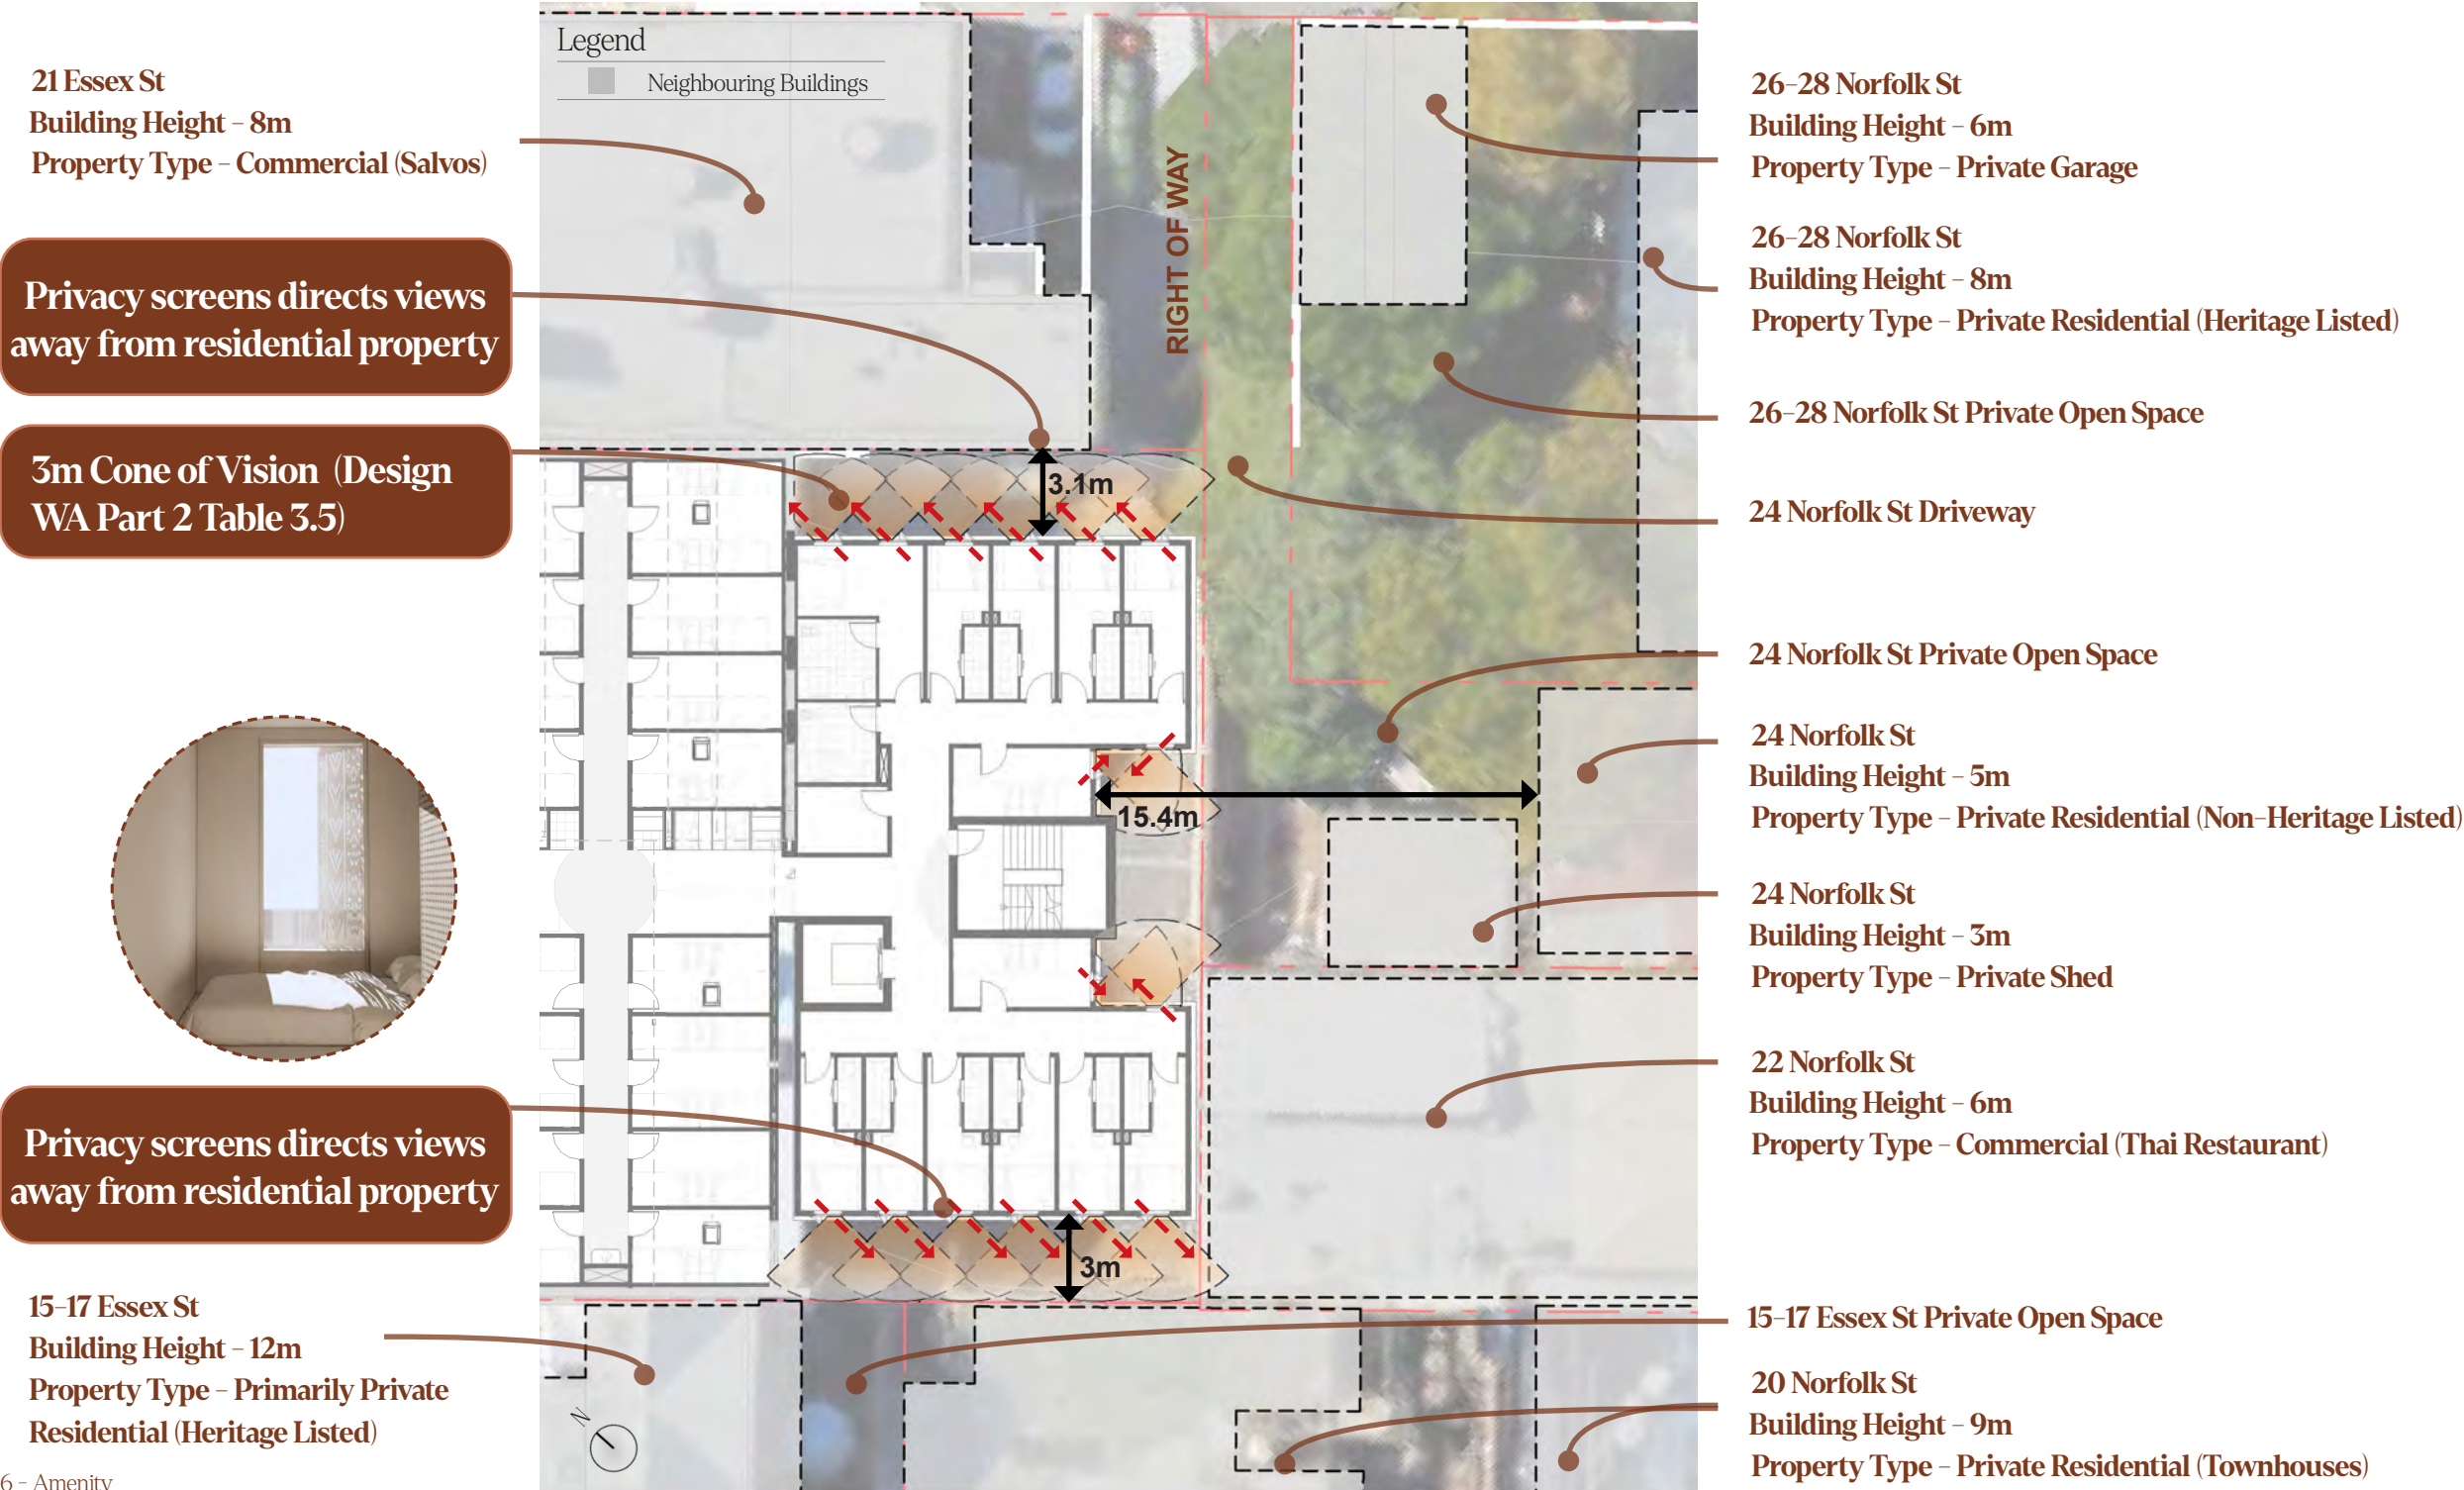 Legend
Neighbouring Buildings
21 Essex St
Building Height – 8m
Property Type – Commercial (Salvos)
Privacy screens directs views
away from residential property
3m Cone of Vision (Design
WA Part 2 Table 3.5)
Privacy screens directs views
away from residential property
15-17 Essex St
Building Height – 12m
Property Type – Primarily Private
Residential (Heritage Listed)
6 – Amenity
RIGHT OF WAY
3.1m
15.4m
3m
N
26-28 Norfolk St
Building Height – 6m
Property Type – Private Garage
26-28 Norfolk St
Building Height – 8m
Property Type – Private Residential (Heritage Listed)
26-28 Norfolk St Private Open Space
24 Norfolk St Driveway
24 Norfolk St Private Open Space
24 Norfolk St
Building Height – 5m
Property Type – Private Residential (Non-Heritage Listed)
24 Norfolk St
Building Height – 3m
Property Type – Private Shed
22 Norfolk St
Building Height – 6m
Property Type – Commercial (Thai Restaurant)
15-17 Essex St Private Open Space
20 Norfolk St
Building Height – 9m
Property Type – Private Residential (Townhouses)